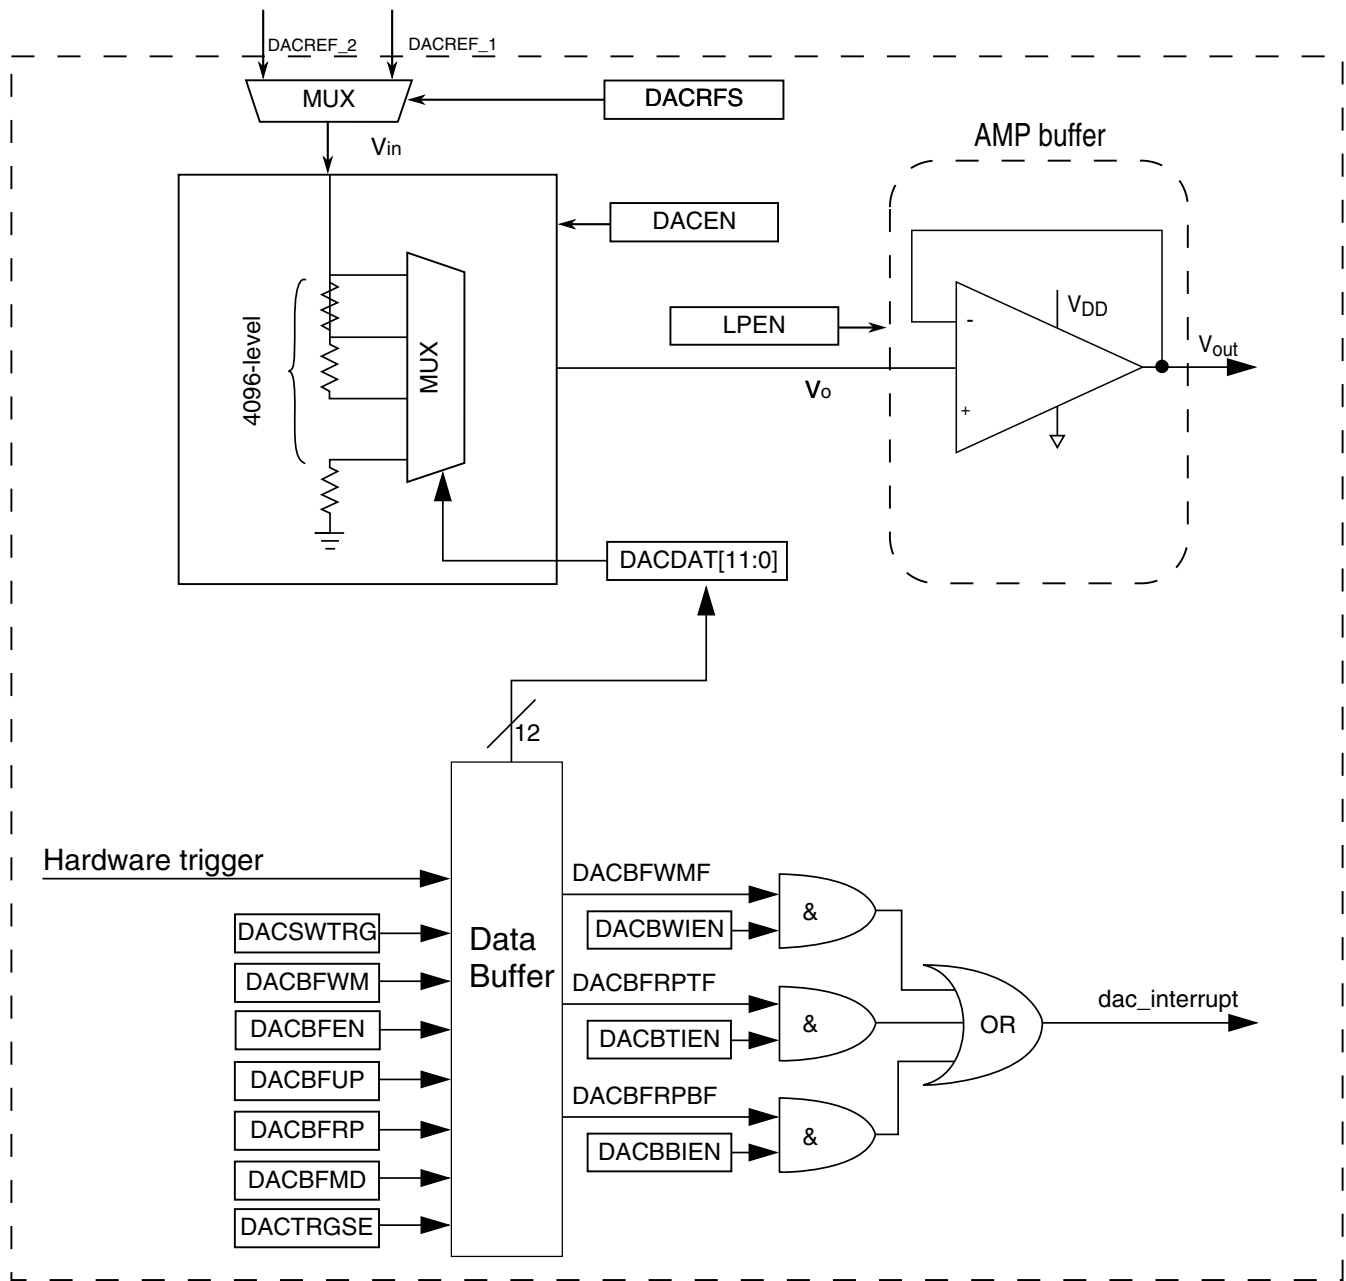 DACREF_2
DACREF_1
MUX
DACRFS
Vin
AMP buffer
DACEN
4096-level
MUX
LPEN
-
VDD
Vout
Vo
+
DACDAT[11:0]
12
Hardware trigger
DACSWTRG
DACBFWM
DACBFEN
DACBFUP
DACBFRP
DACBFMD
DACTRGSE
Data
Buffer
DACBFWMF
DACBWIEN
&
DACBFRPTF
DACBTIEN
&
DACBFRPBF
DACBBIEN
&
OR
dac_interrupt